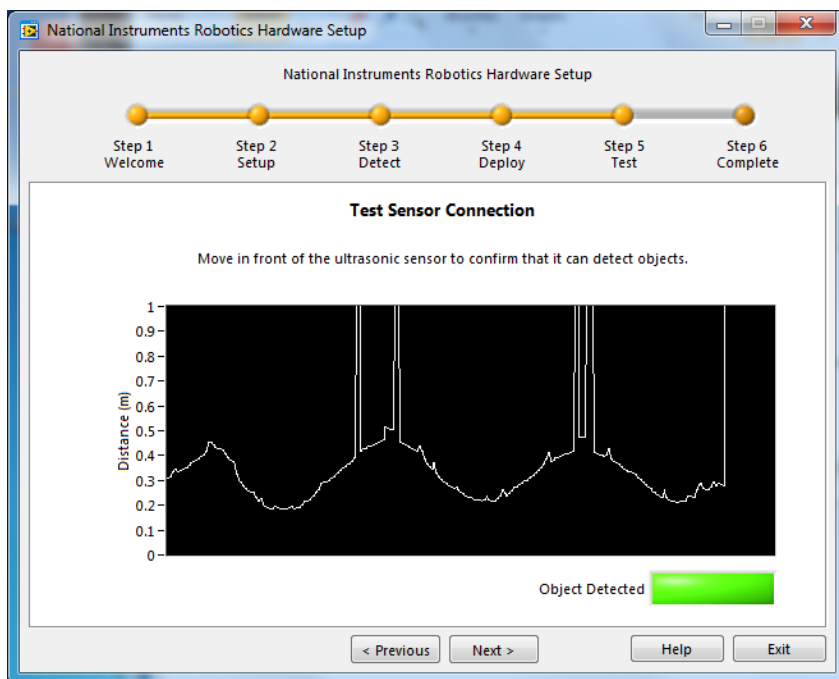 National Instruments Robotics Hardware Setup
National Instruments Robotics Hardware Setup
Step 1 Step 2 Step 3 Step 4 Step 5 Step 6
Welcome Setup Detect Deploy Test Complete
Test Sensor Connection
Move in front of the ultrasonic sensor to confirm that it can detect objects.
1
0.9
0.8
0.7
0.6
0.5
0.4
0.3
0.2
0.1
0
Distance (m)
Object Detected
< Previous Next > Help Exit